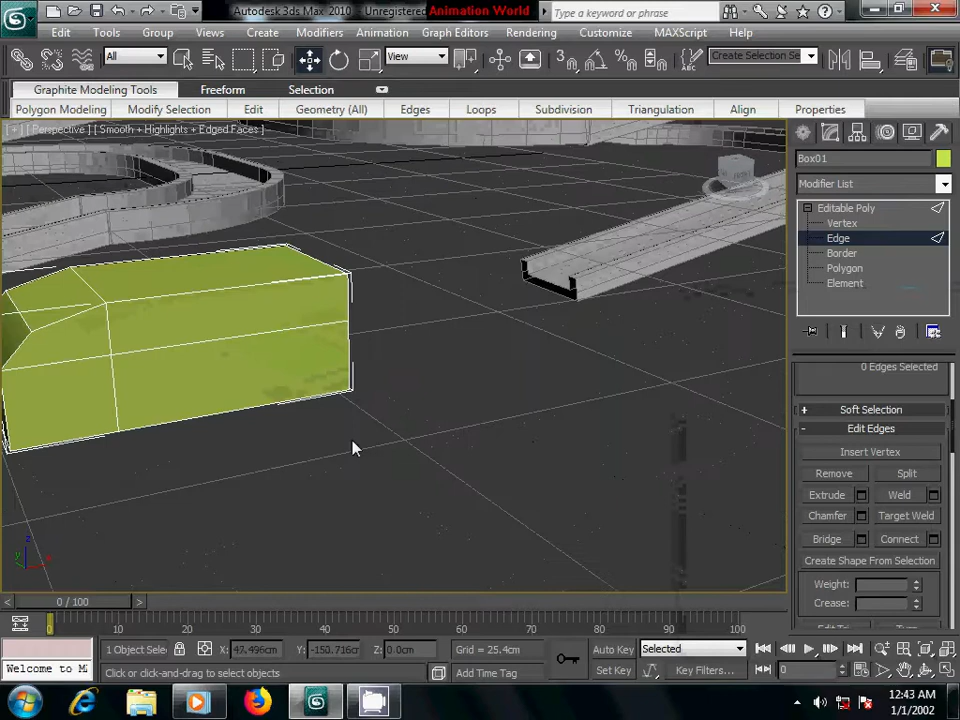 Autodesk 3ds Max 2010 - Unregistered
Animation World
Type a keyword or phrase
Edit Tools Group Views Create Modifiers Animation Graph Editors Rendering Customize MAXScript Help
All View Create Selection Se
Graphite Modeling Tools Freeform Selection
Polygon Modeling Modify Selection Edit Geometry (All) Edges Loops Subdivision Triangulation Align Properties
[ + ] [ Perspective ] [ Smooth + Highlights + Edged Faces ]
Box01
Modifier List
Editable Poly
Vertex
Edge
Border
Polygon
Element
0 Edges Selected
+ Soft Selection
- Edit Edges
Insert Vertex
Remove Split
Extrude Weld
Chamfer Target Weld
Bridge Connect
Create Shape From Selection
Weight:
Crease:
z
y x
< 0 / 100 >
0 10 20 30 40 50 60 70 80 90 100
1 Object Sele X: 47.496cm Y: -150.716cm Z: 0.0cm Grid = 25.4cm Auto Key Selected
Welcome to M Click or click-and-drag to select objects Add Time Tag Set Key Key Filters... 0
12:43 AM
1/1/2002